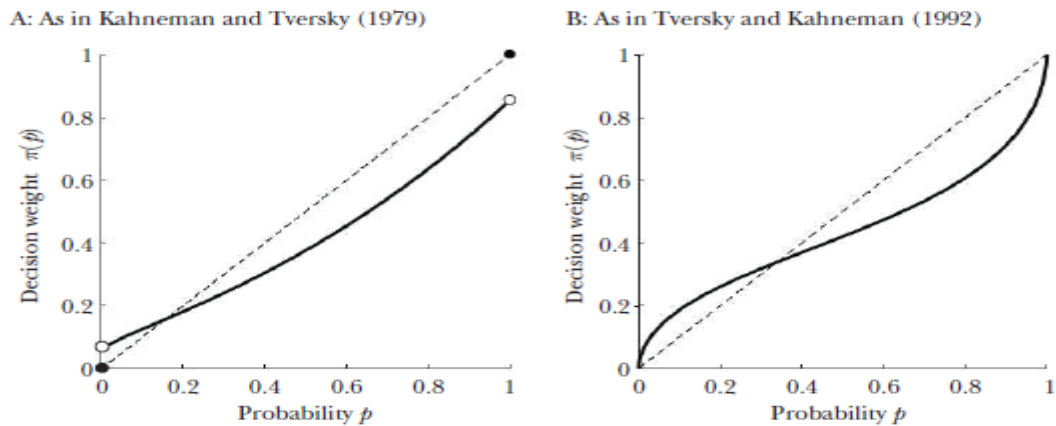 A: As in Kahneman and Tversky (1979)
1
0.8
0.6
0.4
0.2
0
Decision weight π(p)
0 0.2 0.4 0.6 0.8 1
Probability p
B: As in Tversky and Kahneman (1992)
1
0.8
0.6
0.4
0.2
0
Decision weight π(p)
0 0.2 0.4 0.6 0.8 1
Probability p